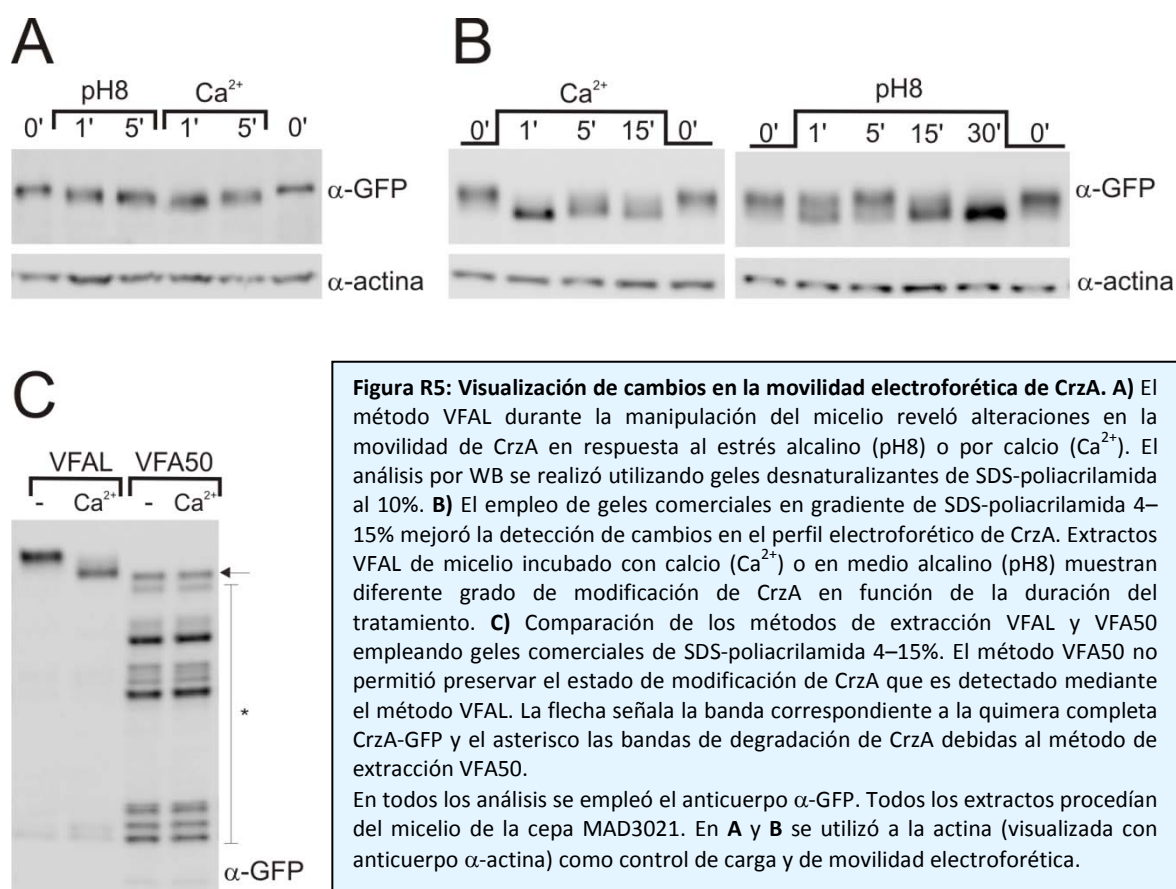 A
pH8 Ca²⁺
0' 1' 5' 1' 5' 0'
α-GFP
α-actina
B
Ca²⁺
0' 1' 5' 15' 0'
pH8
0' 1' 5' 15' 30' 0'
α-GFP
α-actina
C
VFAL VFA50
- Ca²⁺ - Ca²⁺
*
α-GFP
Figura R5: Visualización de cambios en la movilidad electroforética de CrzA. A) El
método VFAL durante la manipulación del micelio reveló alteraciones en la
movilidad de CrzA en respuesta al estrés alcalino (pH8) o por calcio (Ca²⁺). El
análisis por WB se realizó utilizando geles desnaturalizantes de SDS-poliacrilamida
al 10%. B) El empleo de geles comerciales en gradiente de SDS-poliacrilamida 4–
15% mejoró la detección de cambios en el perfil electroforético de CrzA. Extractos
VFAL de micelio incubado con calcio (Ca²⁺) o en medio alcalino (pH8) muestran
diferente grado de modificación de CrzA en función de la duración del
tratamiento. C) Comparación de los métodos de extracción VFAL y VFA50
empleando geles comerciales de SDS-poliacrilamida 4–15%. El método VFA50 no
permitió preservar el estado de modificación de CrzA que es detectado mediante
el método VFAL. La flecha señala la banda correspondiente a la quimera completa
CrzA-GFP y el asterisco las bandas de degradación de CrzA debidas al método de
extracción VFA50.
En todos los análisis se empleó el anticuerpo α-GFP. Todos los extractos procedían
del micelio de la cepa MAD3021. En A y B se utilizó a la actina (visualizada con
anticuerpo α-actina) como control de carga y de movilidad electroforética.